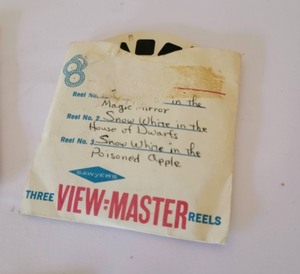 8
Reel No. in the
Magic Mirror
Reel No. 2 Snow White in the
House of Dwarfs
Reel No. 3 Snow White in the
Poisoned Apple
SAWYERS
THREE VIEW=MASTER REELS